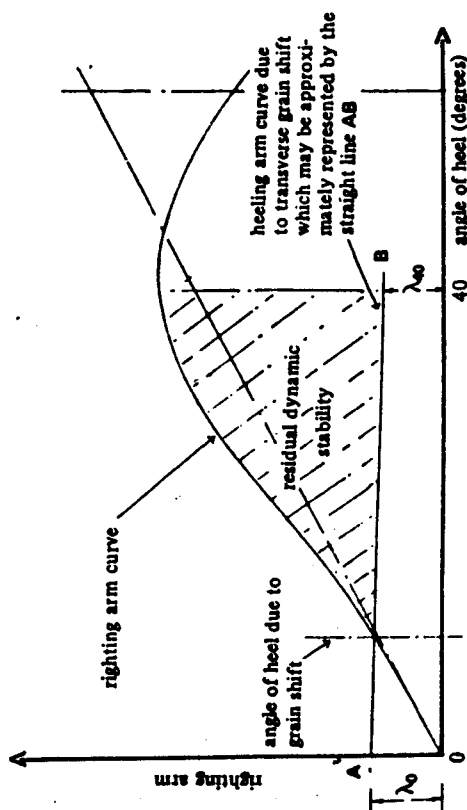 righting arm
righting arm curve
angle of heel due to
grain shift
residual dynamic
stability
heeling arm curve due
to transverse grain shift
which may be approxi-
mately represented by the
straight line AB
A
B
λ0
λ40
0
40
angle of heel (degrees)